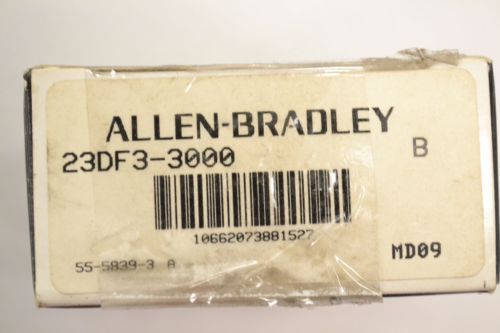 ALLEN-BRADLEY
23DF3-3000 B
10662073881527
55-5839-3 A MD09